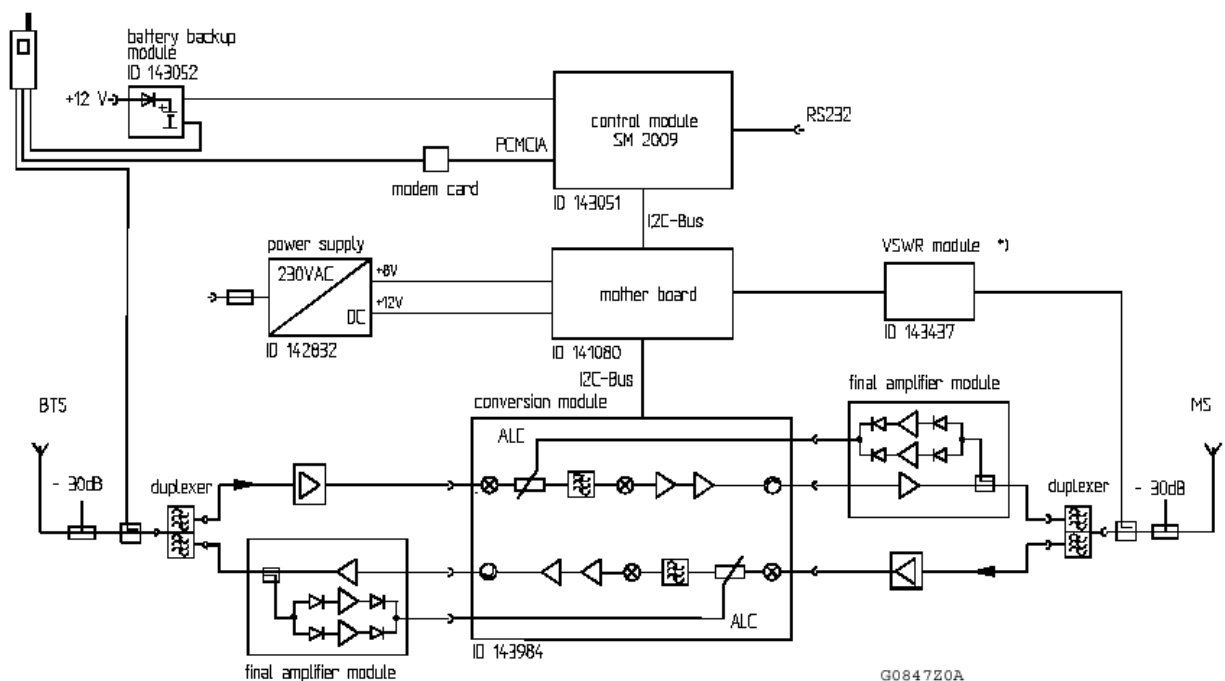 battery backup
module
ID 143052
+12 V
control module
SM 2009
RS232
PCMCIA
modem card
ID 143051
I2C-Bus
power supply
230VAC
DC
+8V
+12V
ID 142832
mother board
ID 141080
VSWR module *)
ID 143437
I2C-Bus
conversion module
final amplifier module
BTS
MS
ALC
- 30dB
duplexer
duplexer
- 30dB
ALC
ID 143984
final amplifier module
G0847Z0A